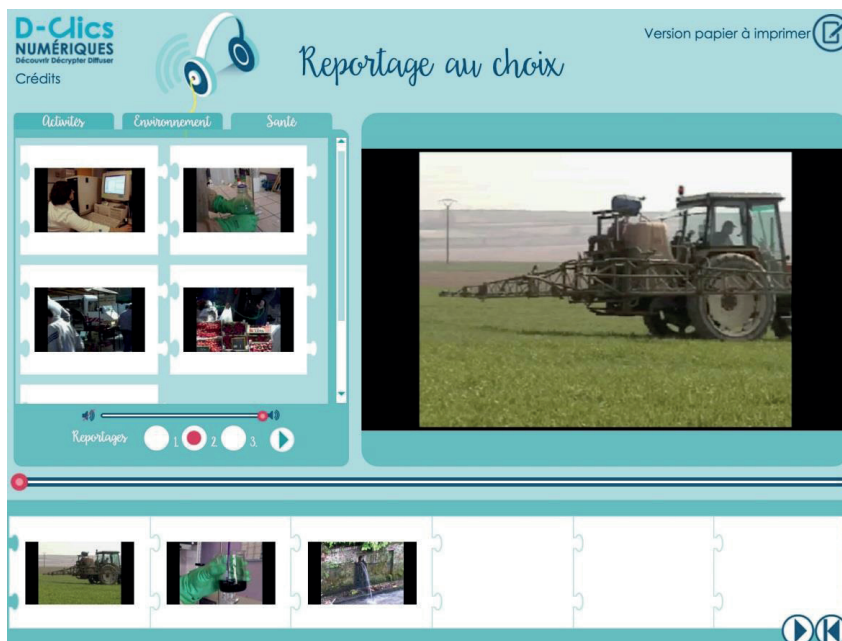 D-Clics
NUMÉRIQUES
Découvrir Décrypter Diffuser
Crédits
Reportage au choix
Version papier à imprimer
Activités
Environnement
Santé
Reportages
1.
2.
3.